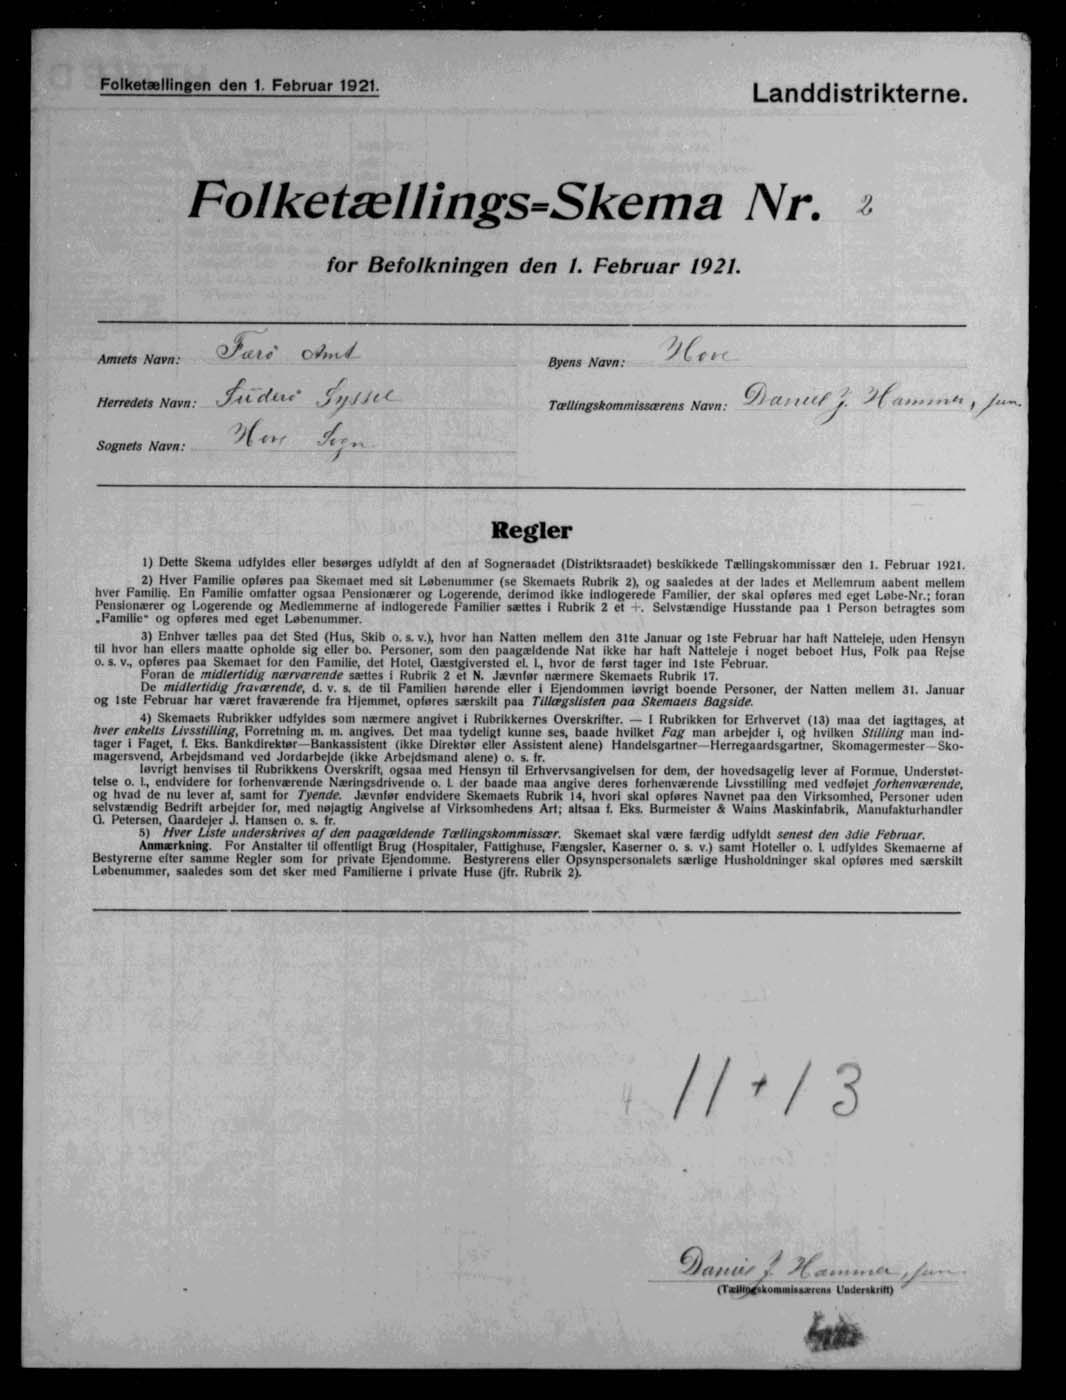 Folketællingen den 1. Februar 1921.
Landdistrikterne.
Folketællings=Skema Nr. 2
for Befolkningen den 1. Februar 1921.
Amtets Navn: Færø Amt
Byens Navn: Hove
Herredets Navn: Suderø Syssel
Tællingskommissærens Navn: Daniel J. Hammer, jun.
Sognets Navn: Hove Sogn
Regler
1) Dette Skema udfyldes eller besørges udfyldt af den af Sogneraadet (Distriktsraadet) beskikkede Tællingskommissær den 1. Februar 1921.
2) Hver Familie opføres paa Skemaet med sit Løbenummer (se Skemaets Rubrik 2), og saaledes at der lades et Mellemrum aabent mellem
hver Familie. En Familie omfatter ogsaa Pensionærer og Logerende, derimod ikke indlogerede Familier, der skal opføres med eget Løbe-Nr.; foran
Pensionærer og Logerende og Medlemmerne af indlogerede Familier sættes i Rubrik 2 et +. Selvstændige Husstande paa 1 Person betragtes som
„Familie“ og opføres med eget Løbenummer.
3) Enhver tælles paa det Sted (Hus, Skib o. s. v.), hvor han Natten mellem den 31te Januar og 1ste Februar har haft Natteleje, uden Hensyn
til hvor han ellers maatte opholde sig eller bo. Personer, som den paagældende Nat ikke har haft Natteleje i noget beboet Hus, Folk paa Rejse
o. s. v., opføres paa Skemaet for den Familie, det Hotel, Gæstgiversted el. l., hvor de først tager ind 1ste Februar.
Foran de midlertidig nærværende sættes i Rubrik 2 et N. Jævnfør nærmere Skemaets Rubrik 17.
De midlertidig fraværende, d. v. s. de til Familien hørende eller i Ejendommen iøvrigt boende Personer, der Natten mellem 31. Januar
og 1ste Februar har været fraværende fra Hjemmet, opføres særskilt paa Tillægslisten paa Skemaets Bagside.
4) Skemaets Rubrikker udfyldes som nærmere angivet i Rubrikkernes Overskrifter. — I Rubrikken for Erhvervet (13) maa det iagttages, at
hver enkelts Livsstilling, Forretning m. m. angives. Det maa tydeligt kunne ses, baade hvilket Fag man arbejder i, og hvilken Stilling man ind-
tager i Faget, f. Eks. Bankdirektør—Bankassistent (ikke Direktør eller Assistent alene) Handelsgartner—Herregaardsgartner, Skomagermester—Sko-
magersvend, Arbejdsmand ved Jordarbejde (ikke Arbejdsmand alene) o. s. fr.
Iøvrigt henvises til Rubrikkens Overskrift, ogsaa med Hensyn til Erhvervsangivelsen for dem, der hovedsagelig lever af Formue, Understøt-
telse o. l., endvidere for forhenværende Næringsdrivende o. l. der baade maa angive deres forhenværende Livsstilling med vedføjet forhenværende,
og hvad de nu lever af, samt for Tyende. Jævnfør endvidere Skemaets Rubrik 14, hvori skal opføres Navnet paa den Virksomhed, Personer uden
selvstændig Bedrift arbejder for, med nøjagtig Angivelse af Virksomhedens Art; altsaa f. Eks. Burmeister & Wains Maskinfabrik, Manufakturhandler
G. Petersen, Gaardejer J. Hansen o. s. fr.
5) Hver Liste underskrives af den paagældende Tællingskommissær. Skemaet skal være færdig udfyldt senest den 3die Februar.
Anmærkning. For Anstalter til offentligt Brug (Hospitaler, Fattighuse, Fængsler, Kaserner o. s. v.) samt Hoteller o. l. udfyldes Skemaerne af
Bestyrerne efter samme Regler som for private Ejendomme. Bestyrerens eller Opsynspersonalets særlige Husholdninger skal opføres med særskilt
Løbenummer, saaledes som det sker med Familierne i private Huse (jfr. Rubrik 2).
11 + 13
Daniel J. Hammer, jun.
(Tællingskommissærens Underskrift)